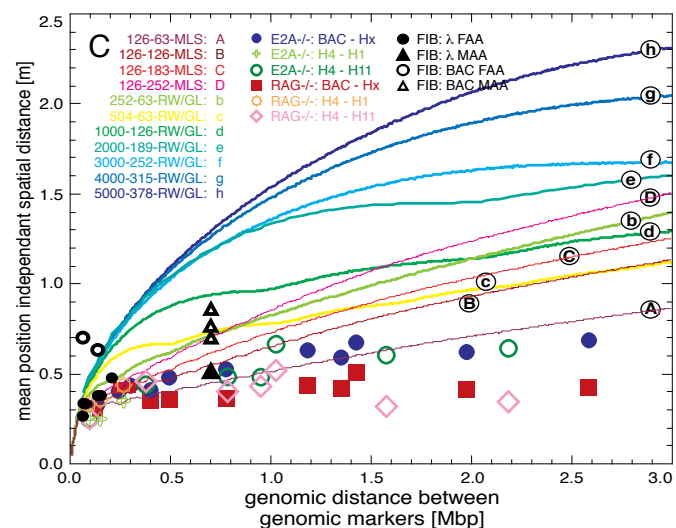 C
126-63-MLS: A
126-126-MLS: B
126-183-MLS: C
126-252-MLS: D
252-63-RW/GL: b
504-63-RW/GL: c
1000-126-RW/GL: d
2000-189-RW/GL: e
3000-252-RW/GL: f
4000-315-RW/GL: g
5000-378-RW/GL: h
E2A-/-: BAC - Hx
E2A-/-: H4 - H1
E2A-/-: H4 - H11
RAG-/-: BAC - Hx
RAG-/-: H4 - H1
RAG-/-: H4 - H11
FIB: λ FAA
FIB: λ MAA
FIB: BAC FAA
FIB: BAC MAA
h
g
f
e
D
b
d
C
c
B
A
mean position independent spatial distance [m]
2.5
2.0
1.5
1.0
0.5
0.0
0.0 0.5 1.0 1.5 2.0 2.5 3.0
genomic distance between
genomic markers [Mbp]